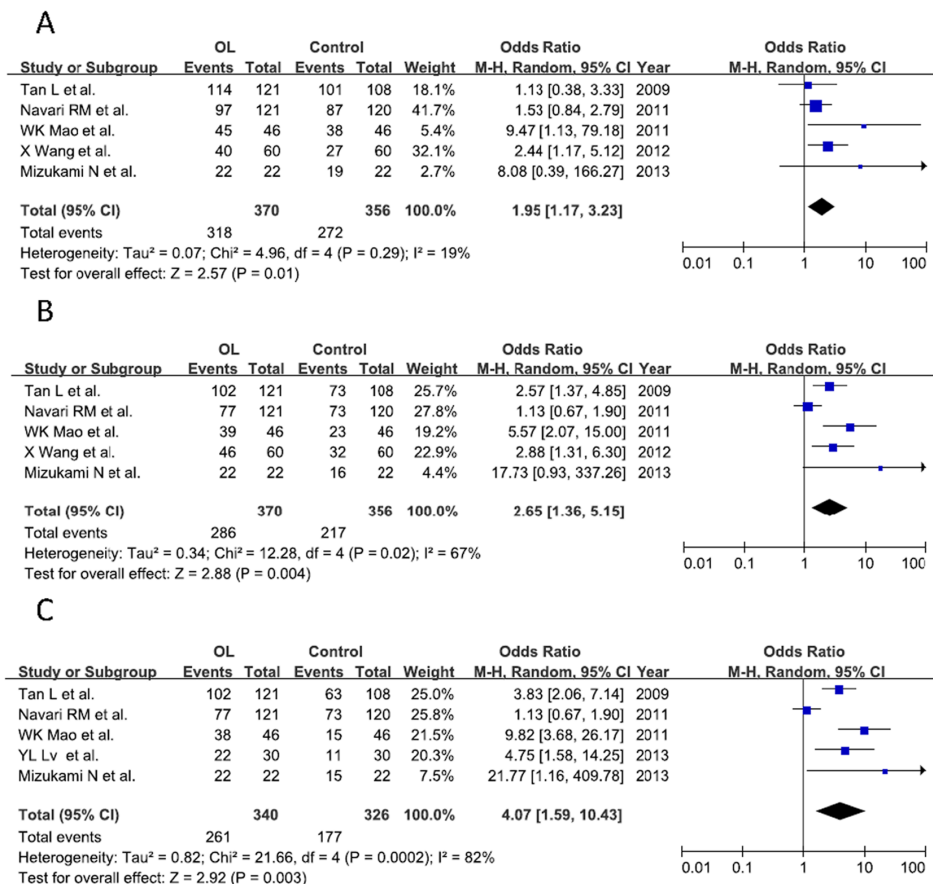 A
OL Control Odds Ratio Odds Ratio
Study or Subgroup Events Total Events Total Weight M-H, Random, 95% CI Year M-H, Random, 95% CI
Tan L et al. 114 121 101 108 18.1% 1.13 [0.38, 3.33] 2009
Navari RM et al. 97 121 87 120 41.7% 1.53 [0.84, 2.79] 2011
WK Mao et al. 45 46 38 46 5.4% 9.47 [1.13, 79.18] 2011
X Wang et al. 40 60 27 60 32.1% 2.44 [1.17, 5.12] 2012
Mizukami N et al. 22 22 19 22 2.7% 8.08 [0.39, 166.27] 2013
Total (95% CI) 370 356 100.0% 1.95 [1.17, 3.23]
Total events 318 272
Heterogeneity: Tau² = 0.07; Chi² = 4.96, df = 4 (P = 0.29); I² = 19%
Test for overall effect: Z = 2.57 (P = 0.01)
0.01 0.1 1 10 100
B
OL Control Odds Ratio Odds Ratio
Study or Subgroup Events Total Events Total Weight M-H, Random, 95% CI Year M-H, Random, 95% CI
Tan L et al. 102 121 73 108 25.7% 2.57 [1.37, 4.85] 2009
Navari RM et al. 77 121 73 120 27.8% 1.13 [0.67, 1.90] 2011
WK Mao et al. 39 46 23 46 19.2% 5.57 [2.07, 15.00] 2011
X Wang et al. 46 60 32 60 22.9% 2.88 [1.31, 6.30] 2012
Mizukami N et al. 22 22 16 22 4.4% 17.73 [0.93, 337.26] 2013
Total (95% CI) 370 356 100.0% 2.65 [1.36, 5.15]
Total events 286 217
Heterogeneity: Tau² = 0.34; Chi² = 12.28, df = 4 (P = 0.02); I² = 67%
Test for overall effect: Z = 2.88 (P = 0.004)
0.01 0.1 1 10 100
C
OL Control Odds Ratio Odds Ratio
Study or Subgroup Events Total Events Total Weight M-H, Random, 95% CI Year M-H, Random, 95% CI
Tan L et al. 102 121 63 108 25.0% 3.83 [2.06, 7.14] 2009
Navari RM et al. 77 121 73 120 25.8% 1.13 [0.67, 1.90] 2011
WK Mao et al. 38 46 15 46 21.5% 9.82 [3.68, 26.17] 2011
YL Lv et al. 22 30 11 30 20.3% 4.75 [1.58, 14.25] 2013
Mizukami N et al. 22 22 15 22 7.5% 21.77 [1.16, 409.78] 2013
Total (95% CI) 340 326 100.0% 4.07 [1.59, 10.43]
Total events 261 177
Heterogeneity: Tau² = 0.82; Chi² = 21.66, df = 4 (P = 0.0002); I² = 82%
Test for overall effect: Z = 2.92 (P = 0.003)
0.01 0.1 1 10 100